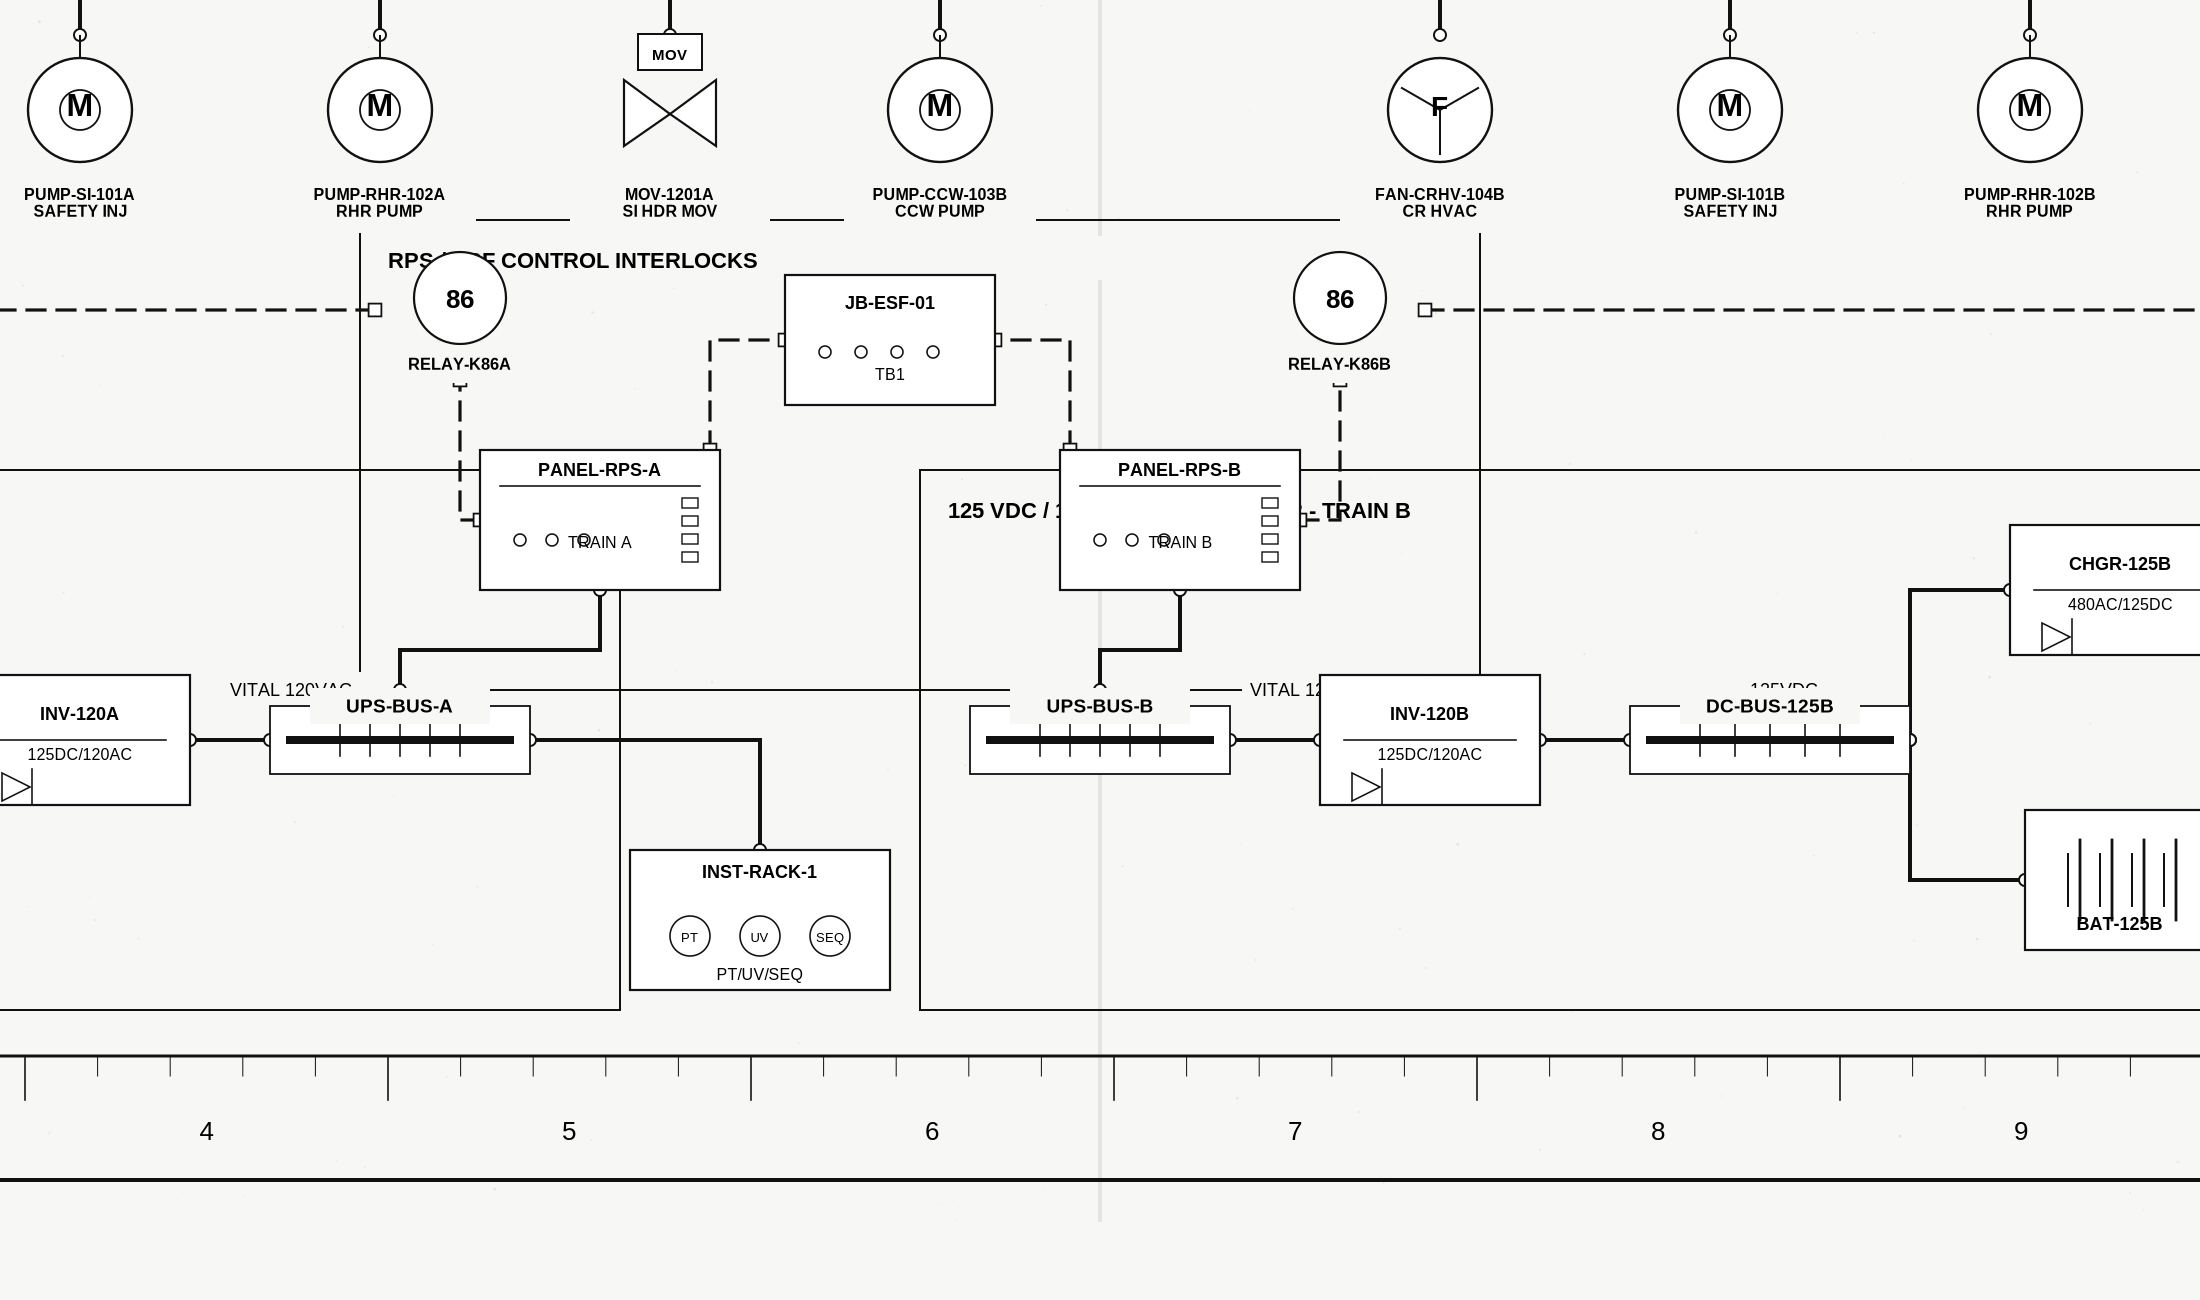 MOV
M
M
M
F
M
M
PUMP-SI-101A
SAFETY INJ
PUMP-RHR-102A
RHR PUMP
MOV-1201A
SI HDR MOV
PUMP-CCW-103B
CCW PUMP
FAN-CRHV-104B
CR HVAC
PUMP-SI-101B
SAFETY INJ
PUMP-RHR-102B
RHR PUMP
CONTROL INTERLOCKS
86
RELAY-K86A
JB-ESF-01
TB1
86
RELAY-K86B
PANEL-RPS-A
TRAIN A
PANEL-RPS-B
TRAIN B
125 VDC /
- TRAIN B
CHGR-125B
480AC/125DC
INV-120A
125DC/120AC
VITAL 120VAC
UPS-BUS-A
UPS-BUS-B
VITAL
INV-120B
125DC/120AC
125VDC
DC-BUS-125B
BAT-125B
INST-RACK-1
PT
UV
SEQ
PT/UV/SEQ
4
5
6
7
8
9